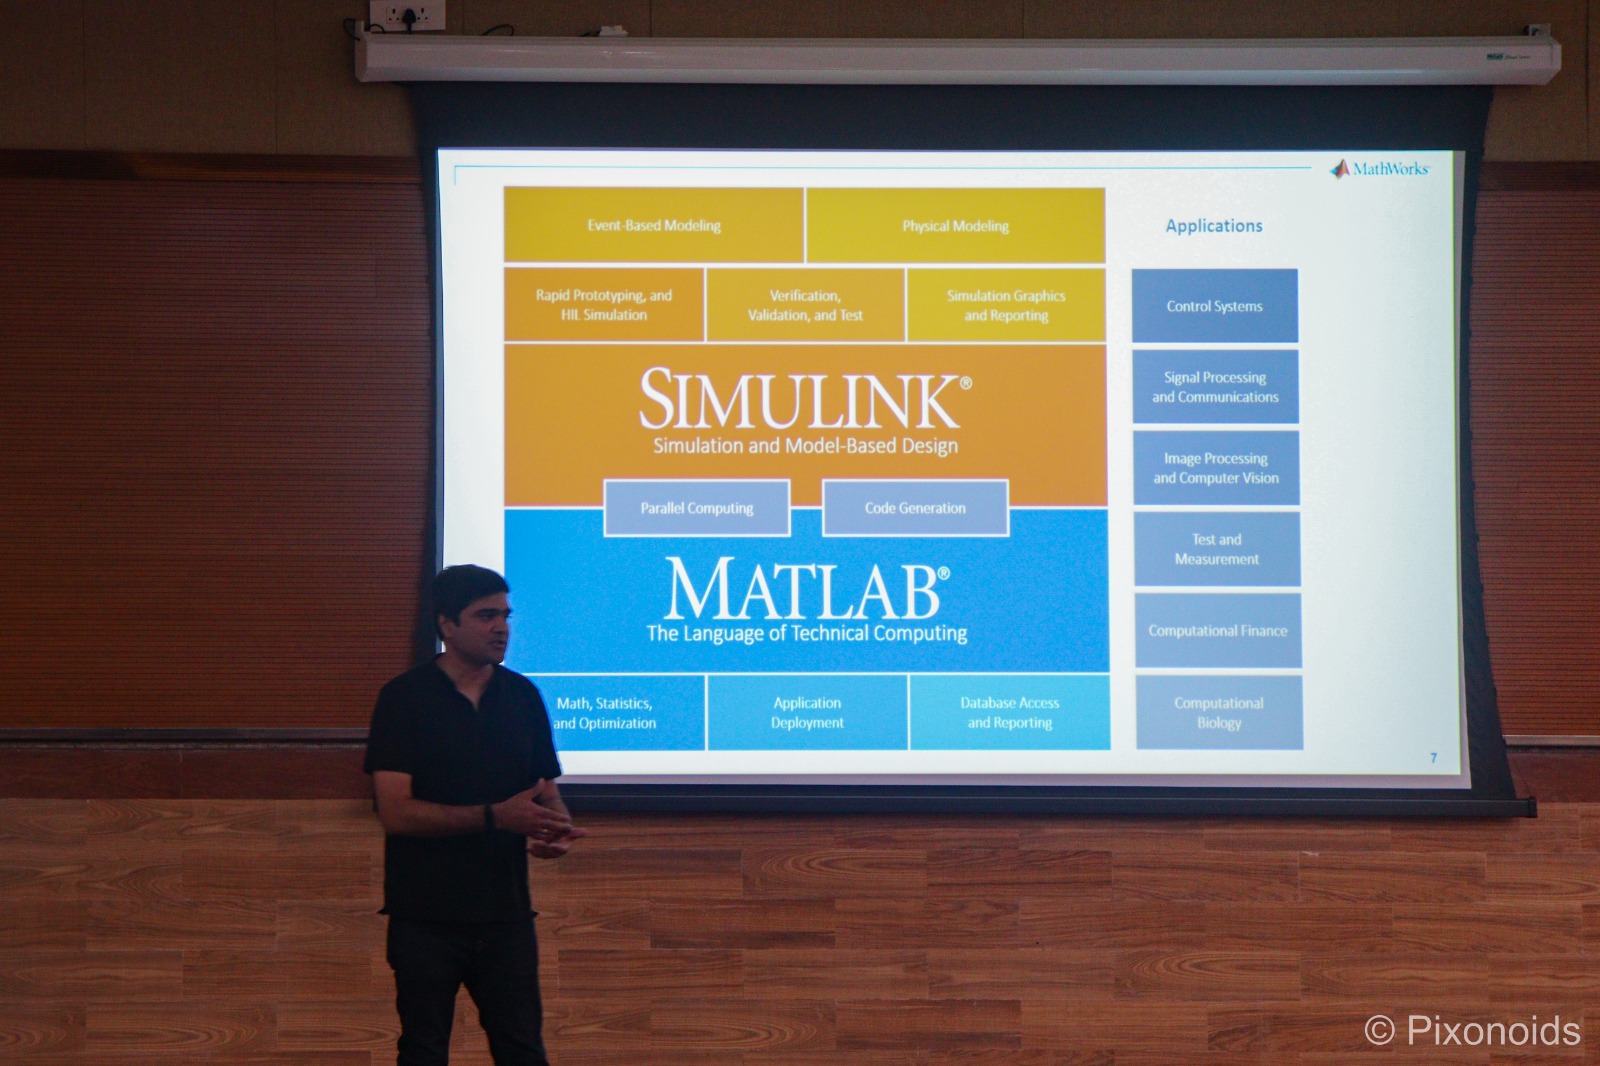 MathWorks
Event-Based Modeling
Physical Modeling
Applications
Rapid Prototyping, and
HIL Simulation
Verification,
Validation, and Test
Simulation Graphics
and Reporting
Control Systems
SIMULINK®
Simulation and Model-Based Design
Signal Processing
and Communications
Image Processing
and Computer Vision
Parallel Computing
Code Generation
Test and
Measurement
MATLAB®
The Language of Technical Computing
Computational Finance
Math, Statistics,
and Optimization
Application
Deployment
Database Access
and Reporting
Computational
Biology
7
© Pixonoids